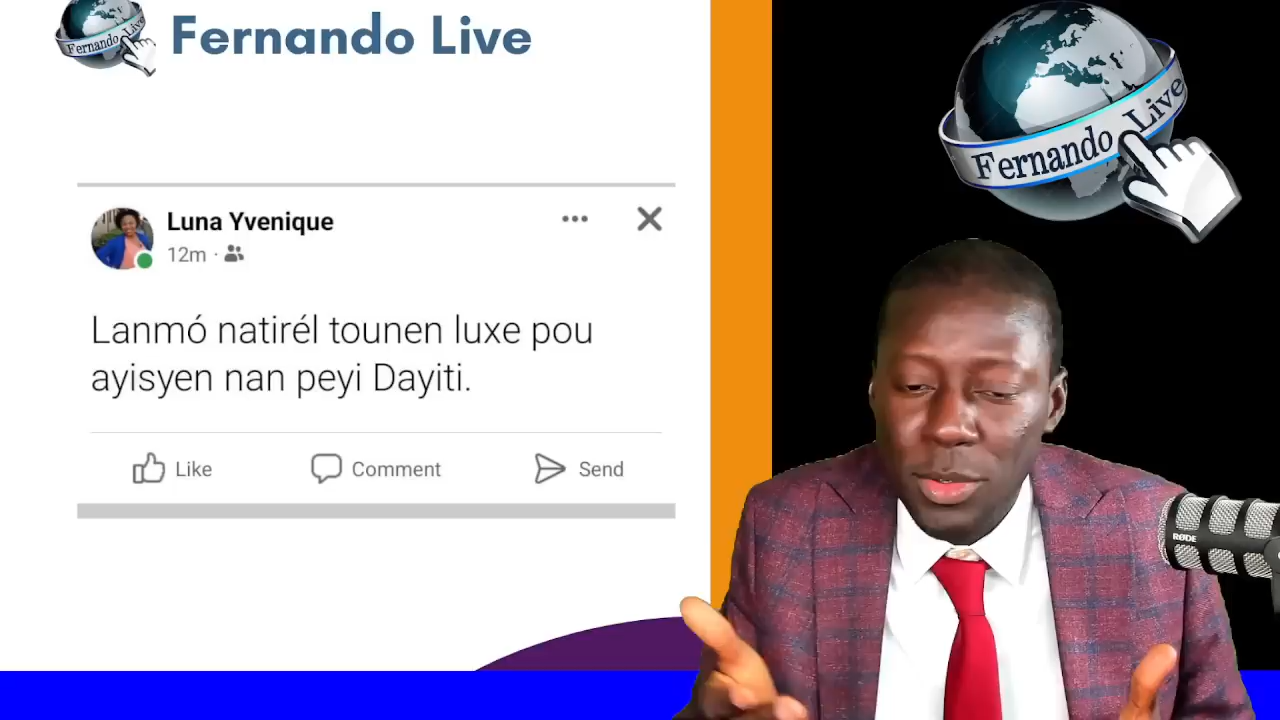 Fernando Live
Fernando Live
Fernando Live
Luna Yvenique
12m ·
Lanmó natirél tounen luxe pou
ayisyen nan peyi Dayiti.
Like
Comment
Send
RØDE